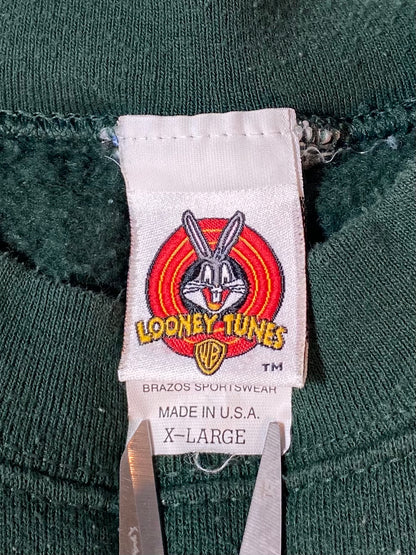 LOONEY TUNES
WB
TM
BRAZOS SPORTSWEAR
MADE IN U.S.A.
X-LARGE